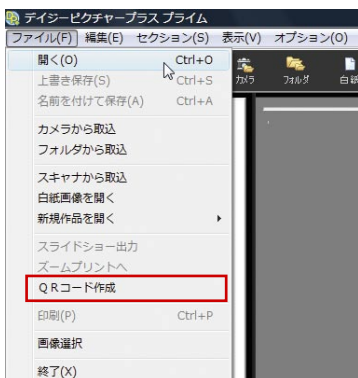 デイジーピクチャープラス プライム
ファイル(F) 編集(E) セクション(S) 表示(V) オプション(O)
開く(O) Ctrl+O
上書き保存(S) Ctrl+S
名前を付けて保存(A) Ctrl+A
カメラ フォルダ 白紙
カメラから取込
フォルダから取込
スキャナから取込
白紙画像を開く
新規作品を開く
スライドショー出力
ズームプリントへ
QRコード作成
印刷(P) Ctrl+P
画像選択
終了(X)